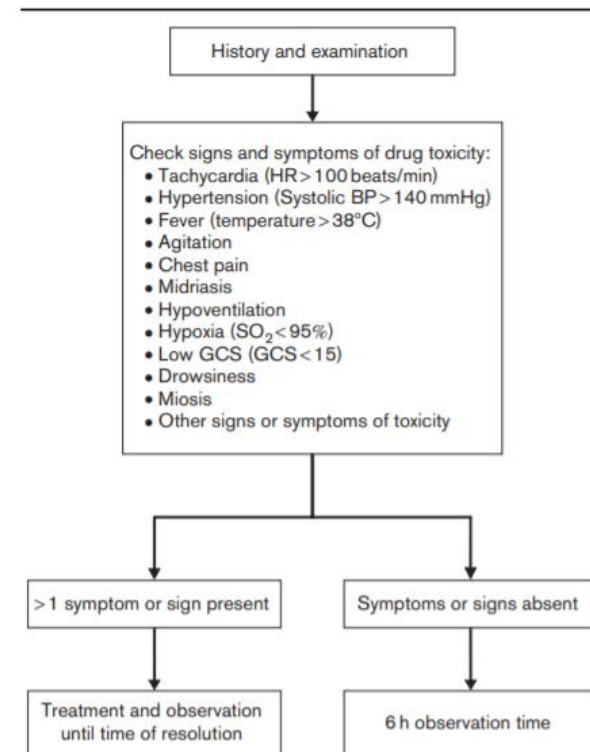 History and examination
Check signs and symptoms of drug toxicity:
• Tachycardia (HR > 100 beats/min)
• Hypertension (Systolic BP > 140 mmHg)
• Fever (temperature > 38°C)
• Agitation
• Chest pain
• Midriasis
• Hypoventilation
• Hypoxia (SO₂ < 95%)
• Low GCS (GCS < 15)
• Drowsiness
• Miosis
• Other signs or symptoms of toxicity
> 1 symptom or sign present
Symptoms or signs absent
Treatment and observation
until time of resolution
6 h observation time